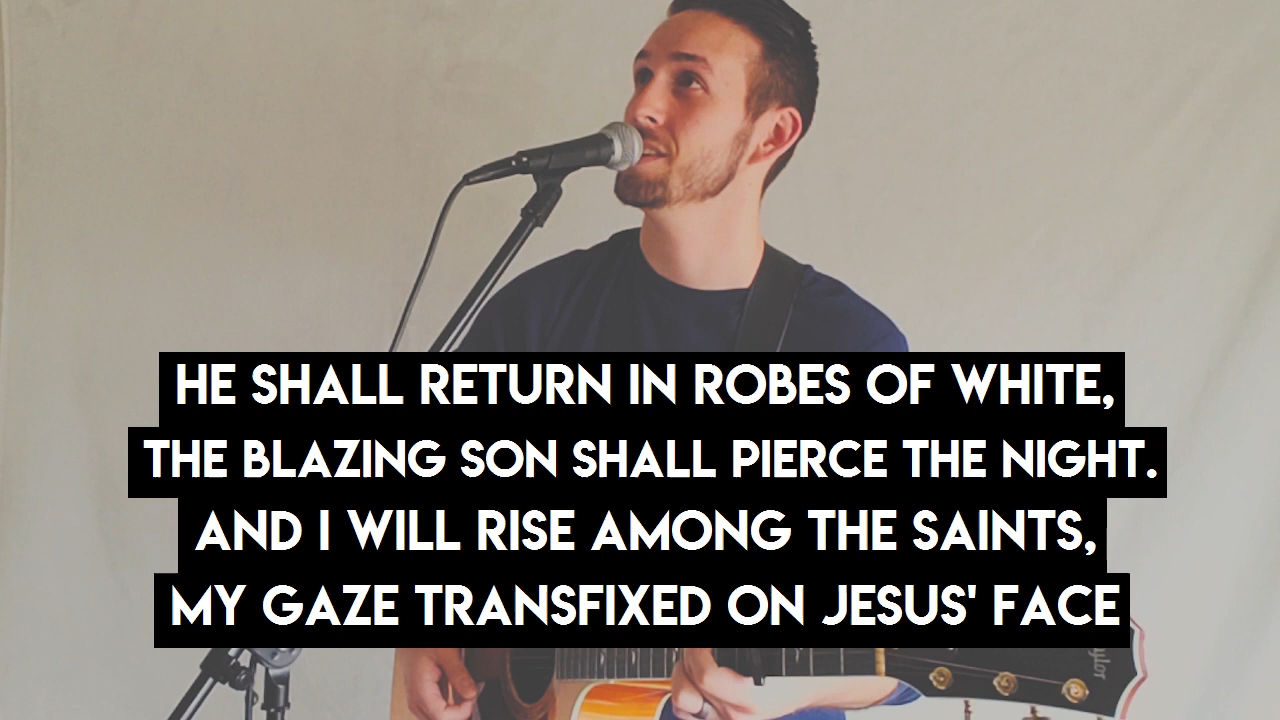 HE SHALL RETURN IN ROBES OF WHITE,
THE BLAZING SON SHALL PIERCE THE NIGHT.
AND I WILL RISE AMONG THE SAINTS,
MY GAZE TRANSFIXED ON JESUS' FACE